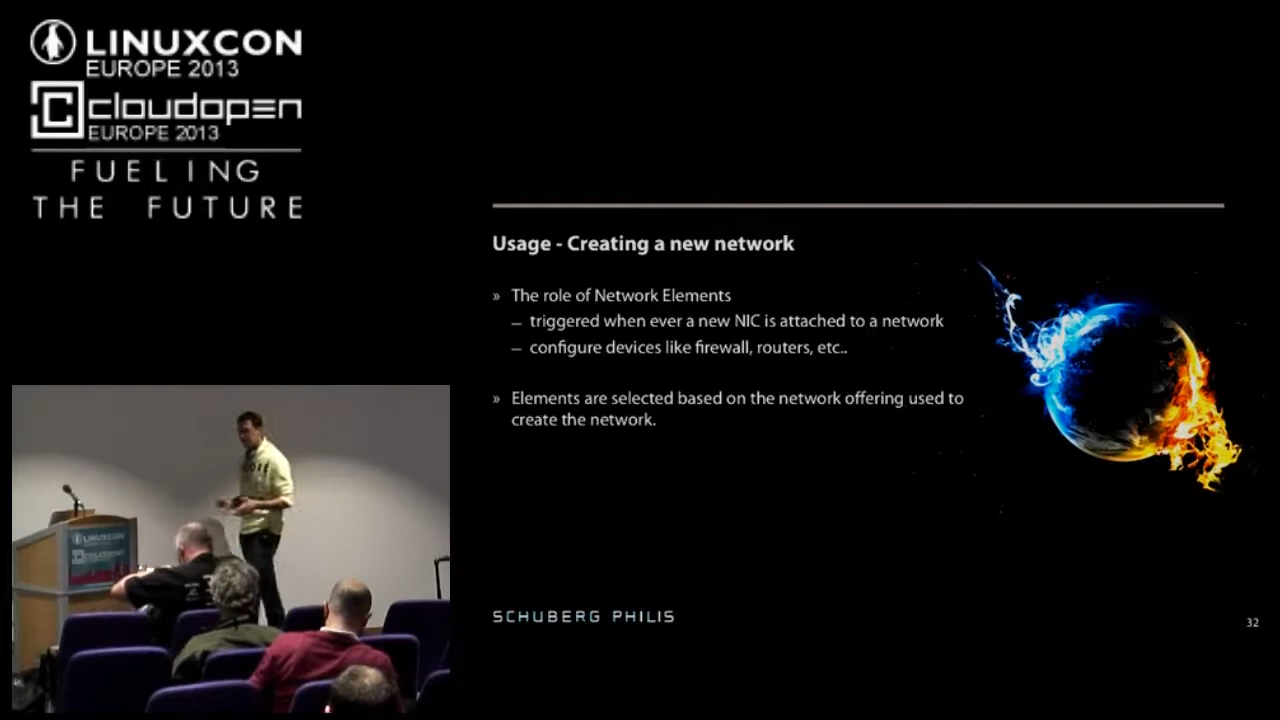 LINUXCON
EUROPE 2013
cloudopen
EUROPE 2013
FUELING
THE FUTURE
Usage - Creating a new network
» The role of Network Elements
– triggered when ever a new NIC is attached to a network
– configure devices like firewall, routers, etc..
» Elements are selected based on the network offering used to
create the network.
LINUXCON
cloudopen
SCHUBERG PHILIS
32